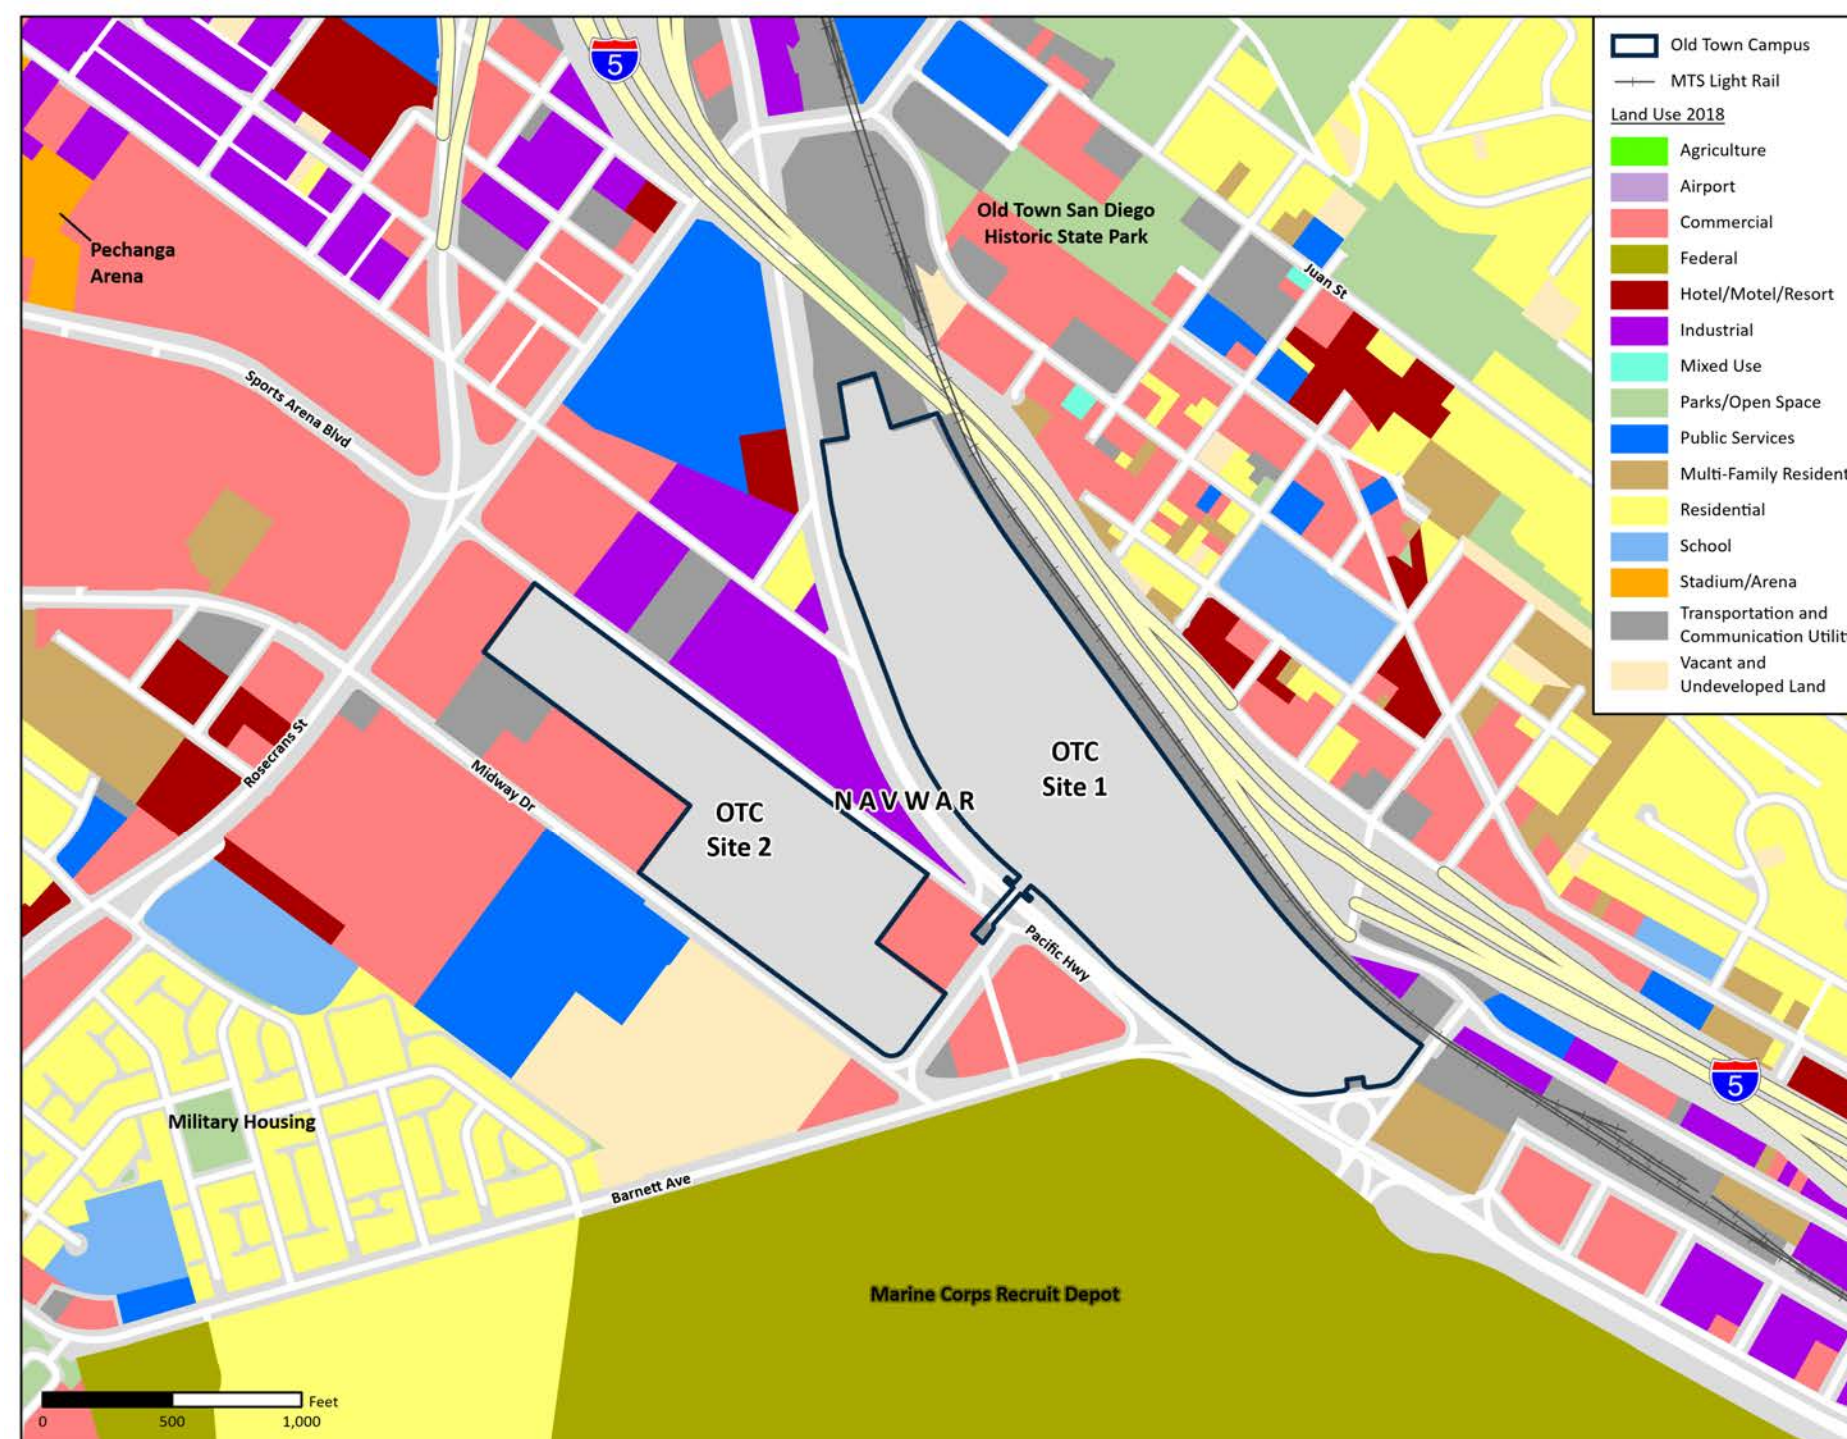 5
Old Town Campus
MTS Light Rail
Land Use 2018
Agriculture
Airport
Commercial
Federal
Hotel/Motel/Resort
Industrial
Mixed Use
Parks/Open Space
Public Services
Multi-Family Resident
Residential
School
Stadium/Arena
Transportation and
Communication Utilit
Vacant and
Undeveloped Land
Old Town San Diego
Historic State Park
Pechanga
Arena
Juan St
Sports Arena Blvd
Rosecrans St
Midway Dr
OTC
Site 1
NAVWAR
OTC
Site 2
Pacific Hwy
5
Military Housing
Barnett Ave
Marine Corps Recruit Depot
Feet
0 500 1,000